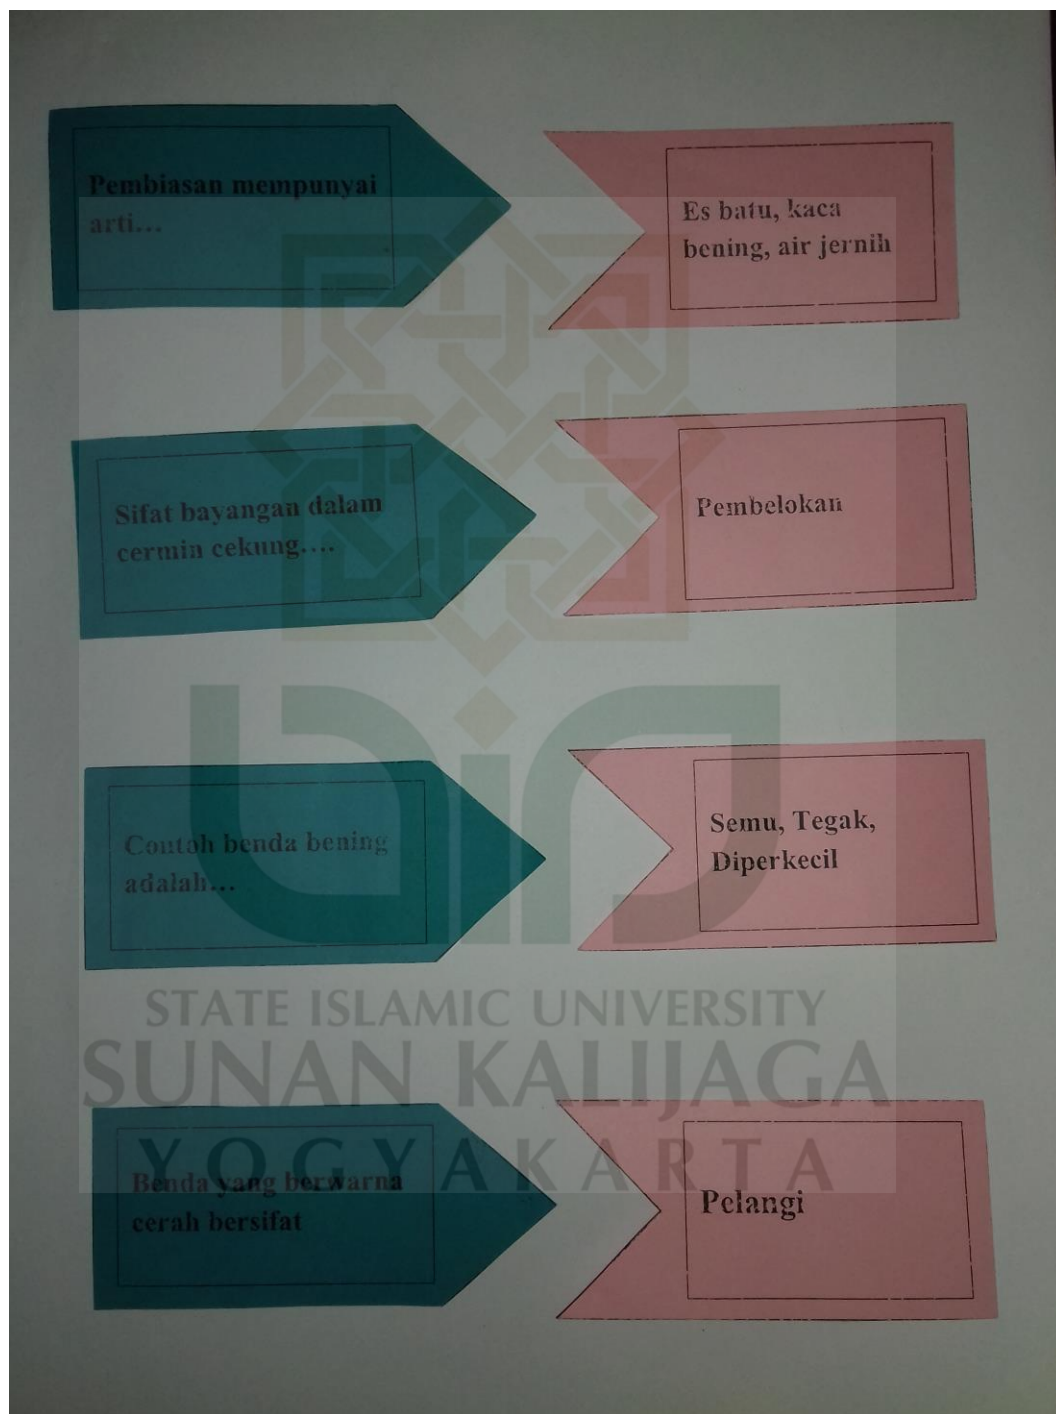 Pembiasan mempunyai
arti...
Es batu, kaca
bening, air jernih
Sifat bayangan dalam
cermin cekung....
Pembelokan
Contoh benda bening
adalah...
Semu, Tegak,
Diperkecil
STATE ISLAMIC UNIVERSITY
SUNAN KALIJAGA
YOGYAKARTA
Benda yang berwarna
cerah bersifat
Pelangi